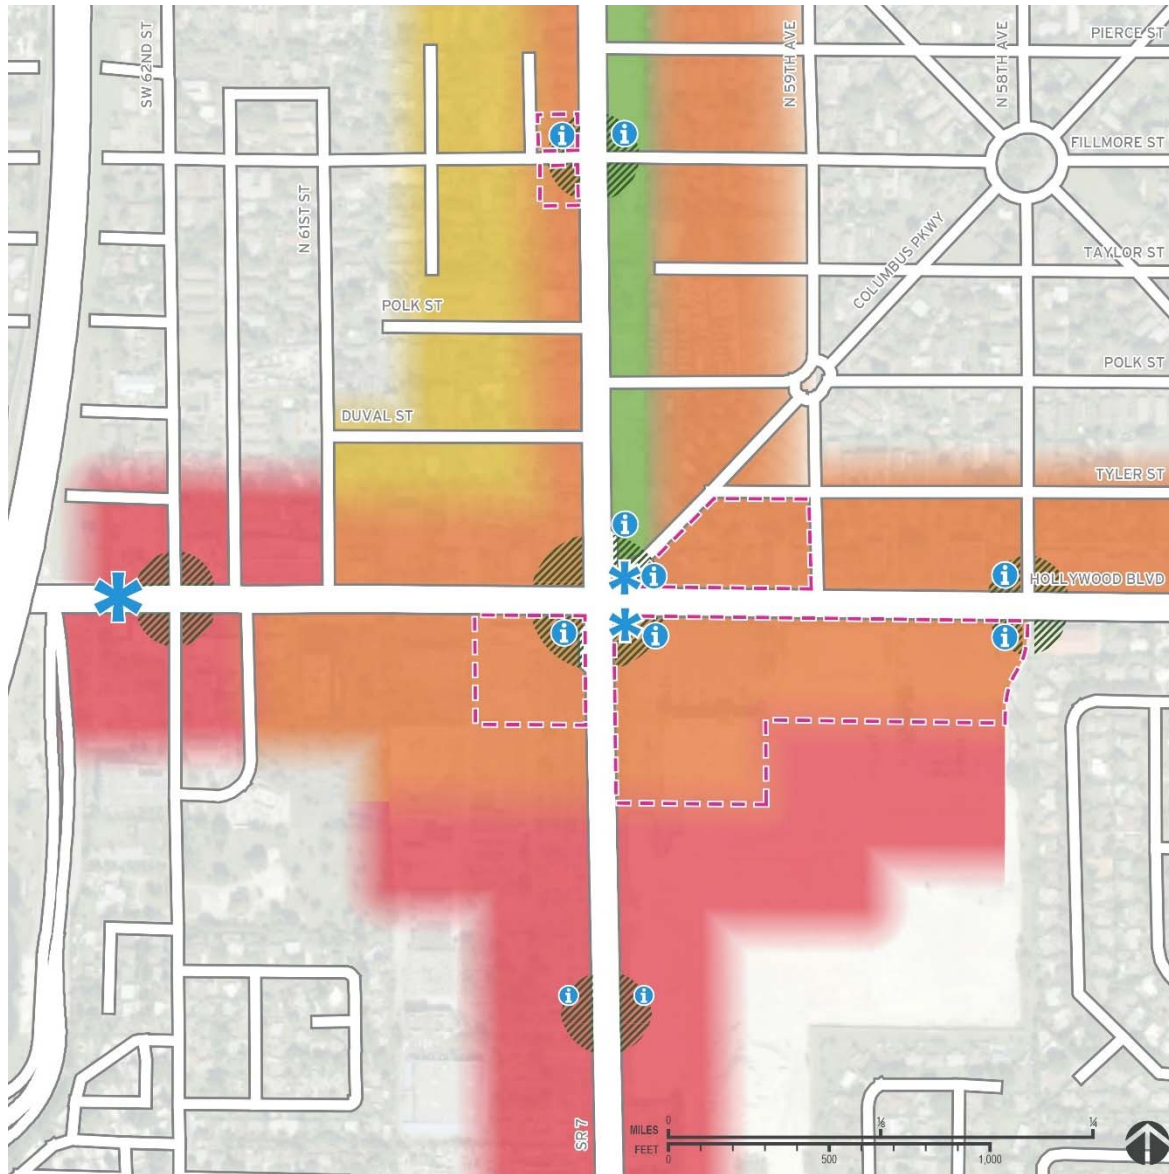 PIERCE ST
SW 62ND ST
N 59TH AVE
N 58TH AVE
i
i
FILLMORE ST
N 61ST ST
COLUMBUS PKWY
TAYLOR ST
POLK ST
POLK ST
DUVAL ST
TYLER ST
i
i
i
HOLLYWOOD BLVD
i
i
i
i
i
SR 7
MILES
0
⅛
¼
FEET
0
500
1,000